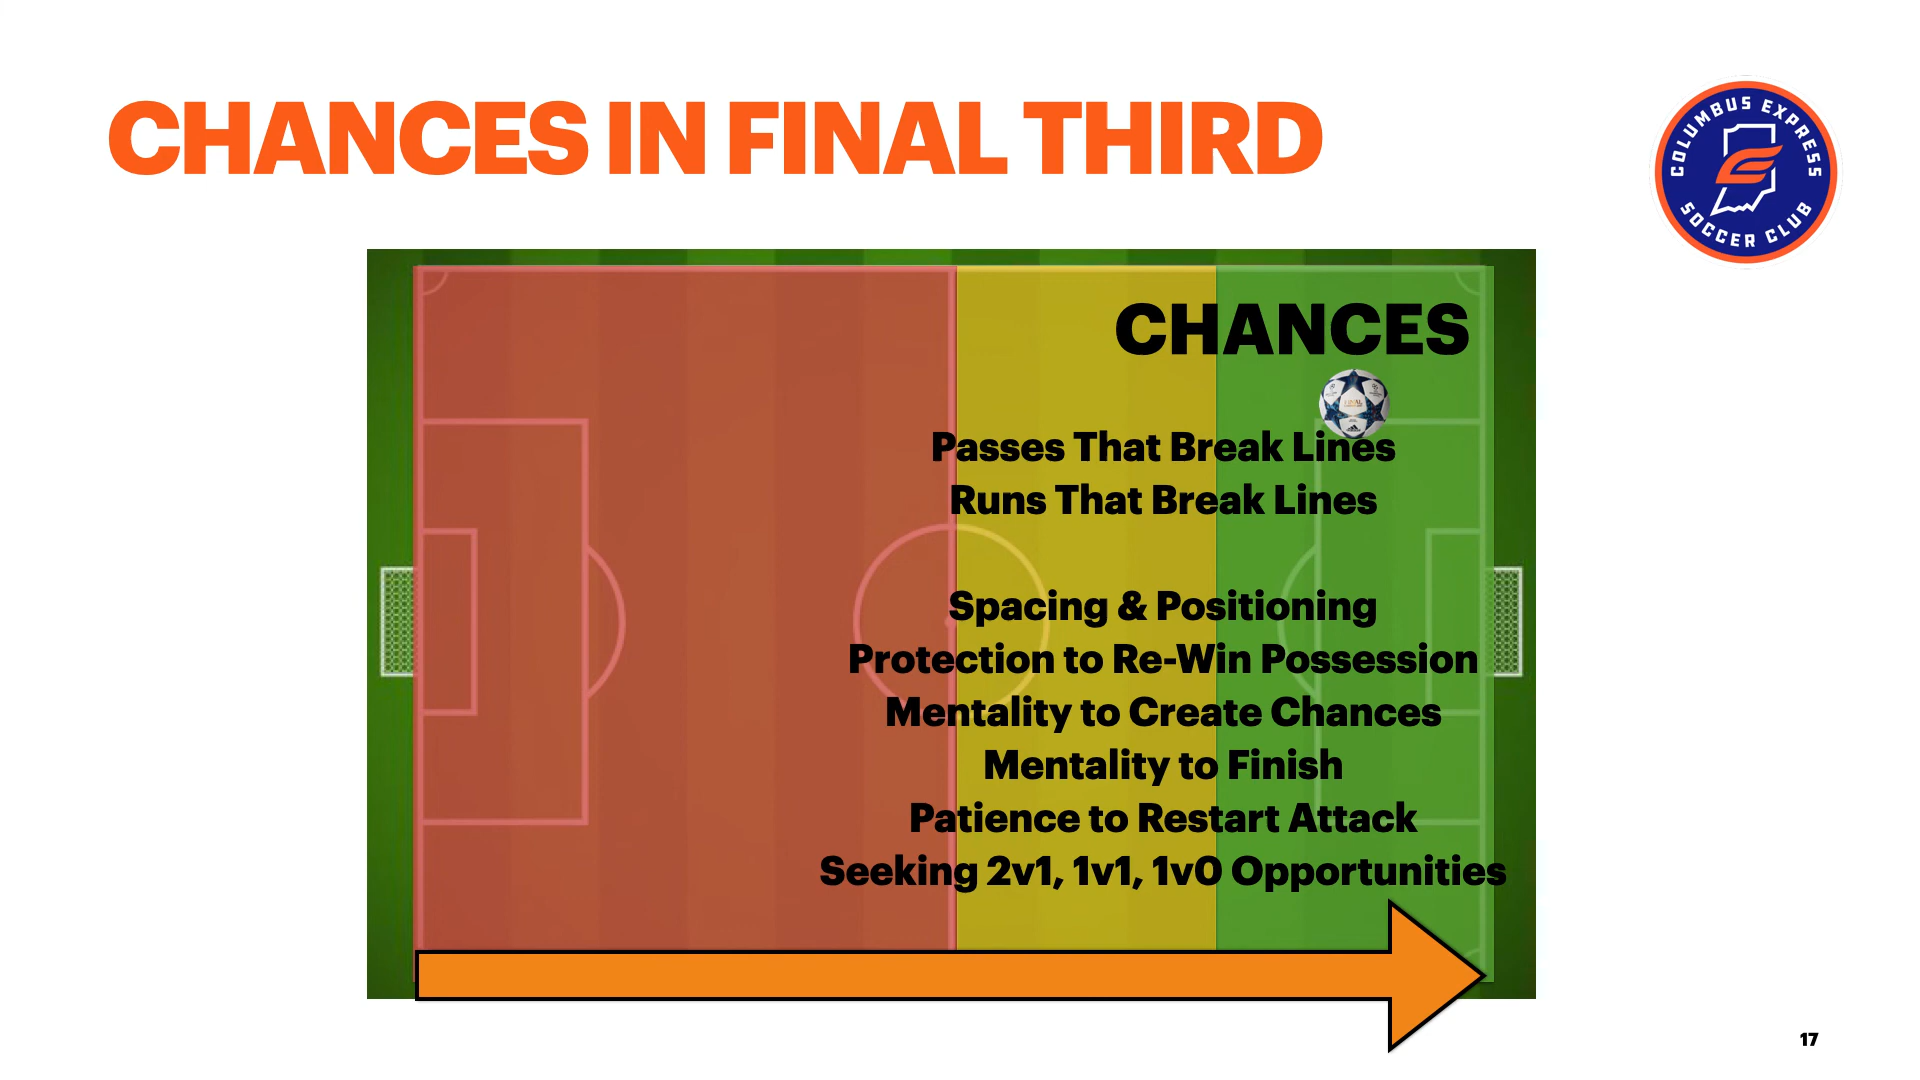 CHANCES IN FINAL THIRD
COLUMBUS EXPRESS
SOCCER CLUB
CHANCES
FINAL
Passes That Break Lines
Runs That Break Lines
Spacing & Positioning
Protection to Re-Win Possession
Mentality to Create Chances
Mentality to Finish
Patience to Restart Attack
Seeking 2v1, 1v1, 1v0 Opportunities
17